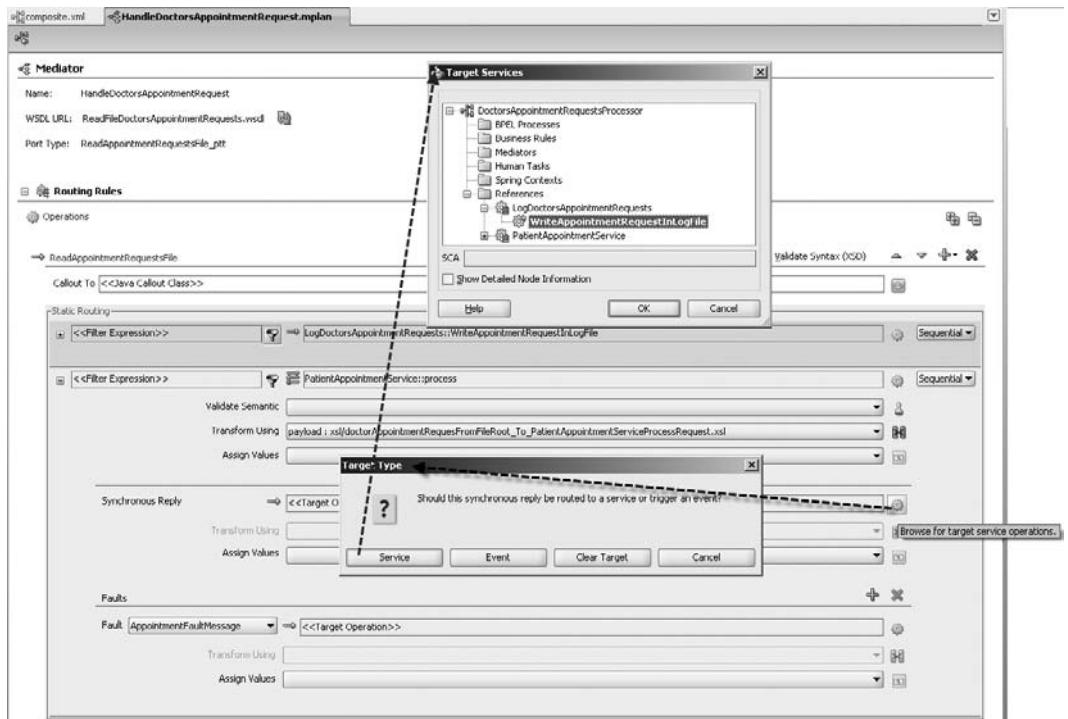 composite.xml HandleDoctorsAppointmentRequest.mplan
Mediator
Name: HandleDoctorsAppointmentRequest
WSDL URL: ReadFileDoctorsAppointmentRequests.wsdl
Port Type: ReadAppointmentRequestsFile_ptt
Target Services
DoctorsAppointmentRequestsProcessor
BPEL Processes
Business Rules
Mediators
Human Tasks
Spring Contexts
References
LogDoctorsAppointmentRequests
WriteAppointmentRequestInLogFile
PatientAppointmentService
SCA
Show Detailed Node Information
Help OK Cancel
Routing Rules
Operations
ReadAppointmentRequestsFile Validate Syntax (XSD)
Callout To <<Java Callout Class>>
Static Routing
<<Filter Expression>> LogDoctorsAppointmentRequests::WriteAppointmentRequestInLogFile Sequential
<<Filter Expression>> PatientAppointmentService::process Sequential
Validate Semantic
Transform Using payload : xsl/doctorAppointmentRequesFromFileRoot_To_PatientAppointmentServiceProcessRequest.xsl
Assign Values
Target Type
Should this synchronous reply be routed to a service or trigger an event?
Service Event Clear Target Cancel
Synchronous Reply <<Target O
Browse for target service operations.
Transform Using
Assign Values
Faults
Fault AppointmentFaultMessage <<Target Operation>>
Transform Using
Assign Values